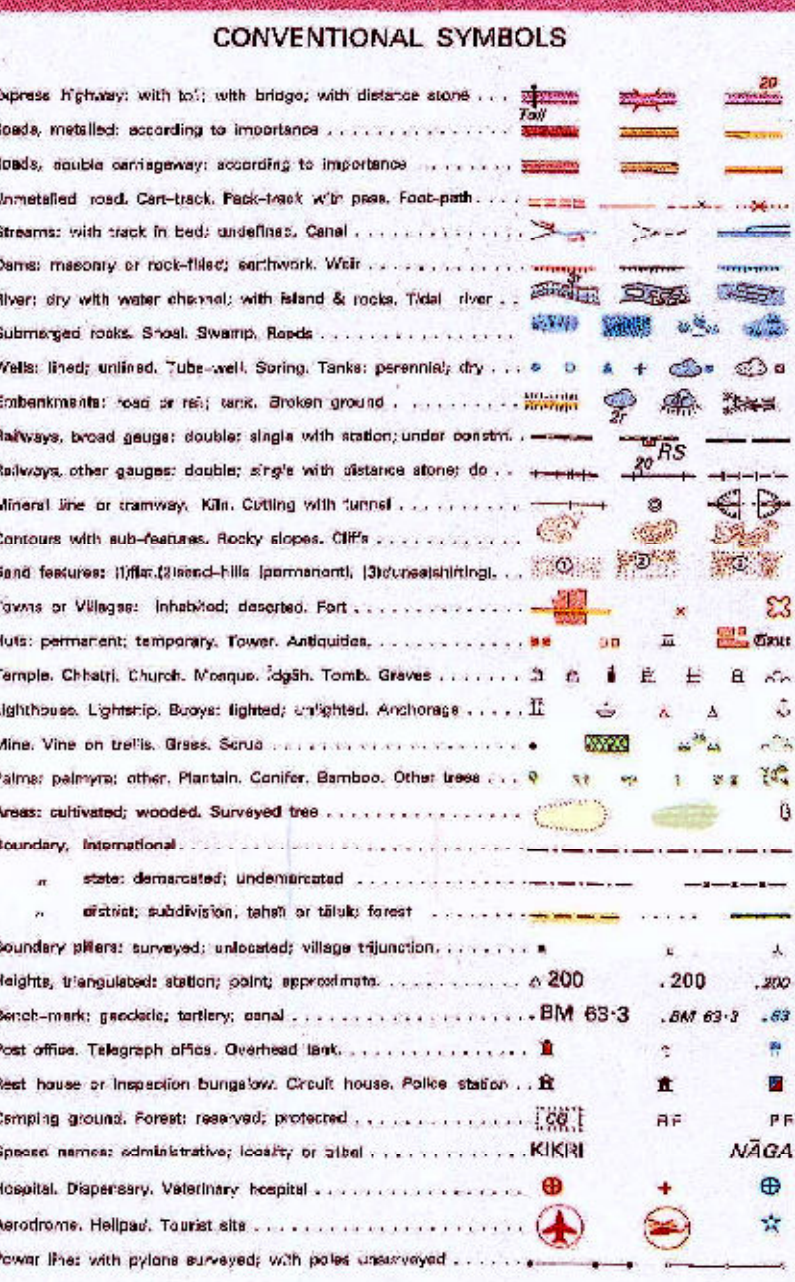 CONVENTIONAL SYMBOLS
Express highway: with toll; with bridge; with distance stone . . . Toll 20
Roads, metalled: according to importance
Roads, double carriageway: according to importance
Unmetalled road. Cart-track. Pack-track with pass. Foot-path
Streams: with track in bed; undefined. Canal
Dams: masonry or rock-filled; earthwork. Weir
River: dry with water channel; with island & rocks. Tidal river
Submerged rocks. Shoal. Swamp. Reeds
Wells: lined; unlined. Tube-well. Spring. Tanks: perennial; dry
Embankments: road or rail; tank. Broken ground
Railways, broad gauge: double; single with station; under constrn. RS
Railways, other gauges: double; single with distance stone; do 20
Mineral line or tramway. Kiln. Cutting with tunnel
Contours with sub-features. Rocky slopes. Cliffs
Sand features: (1)flat.(2)sand-hills (permanent). (3)dunes(shifting). 1 2 3
Towns or Villages: inhabited; deserted. Fort
Huts: permanent; temporary. Tower. Antiquities.
Temple. Chhatri. Church. Mosque. Īdgāh. Tomb. Graves
Lighthouse. Lightship. Buoys: lighted; unlighted. Anchorage
Mine. Vine on trellis. Grass. Scrub
Palms: palmyra; other. Plantain. Conifer. Bamboo. Other trees
Areas: cultivated; wooded. Surveyed tree
Boundary, International
" state: demarcated; undemarcated
" district; subdivision, tahsil or tāluk; forest
Boundary pillars: surveyed; unlocated; village trijunction.
Heights, triangulated: station; point; approximate. 200 .200 .200
Bench-mark: geodetic; tertiary; canal .BM 63·3 .BM 63·3 .63
Post office. Telegraph office. Overhead tank.
Rest house or Inspection bungalow. Circuit house. Police station
Camping ground. Forest: reserved; protected CG RF PF
Spaced names: administrative; locality or tribal KIKRI NĀGA
Hospital. Dispensary. Veterinary hospital
Aerodrome. Helipad. Tourist site
Power line: with pylons surveyed; with poles unsurveyed